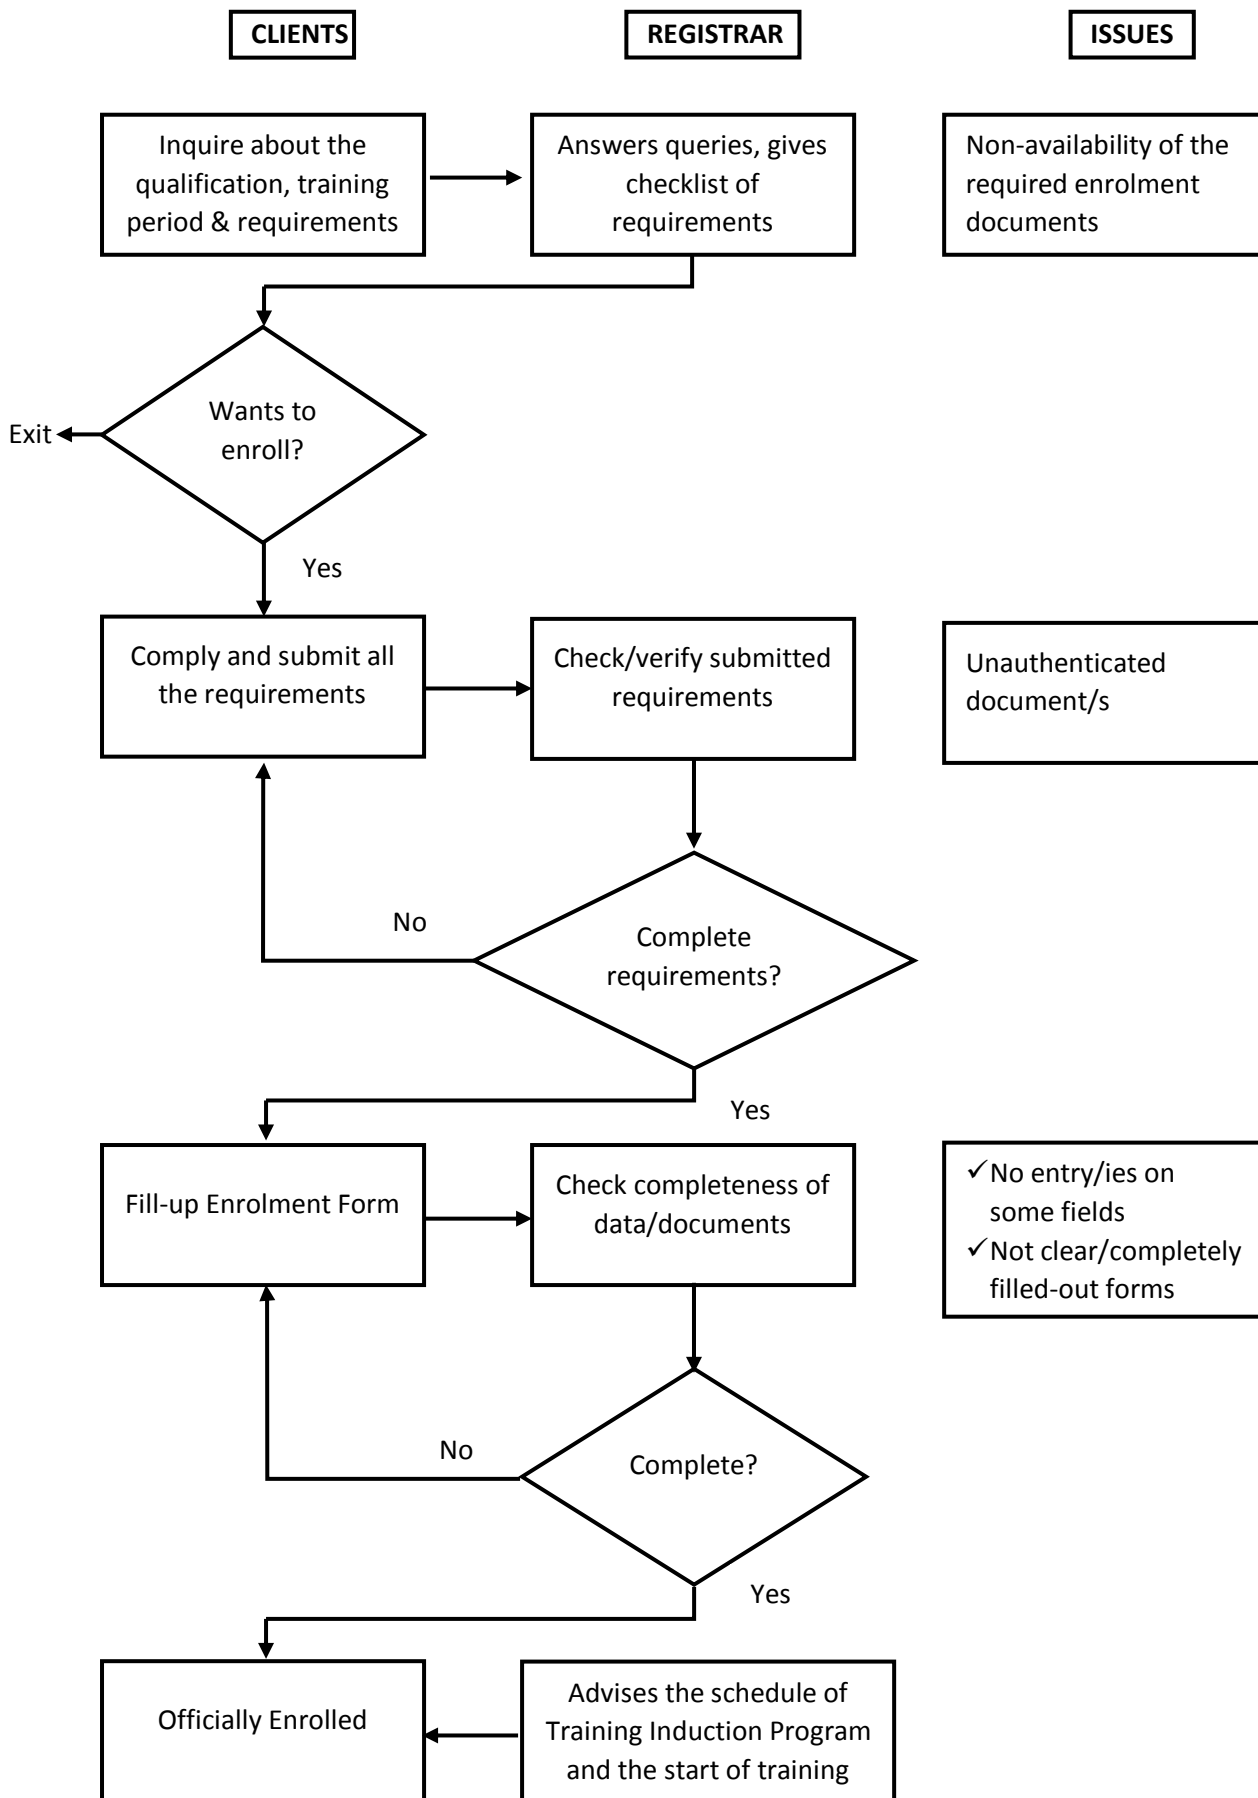 CLIENTS
REGISTRAR
ISSUES
Inquire about the
qualification, training
period & requirements
Answers queries, gives
checklist of
requirements
Non-availability of the
required enrolment
documents
Wants to
enroll?
Exit
Yes
Comply and submit all
the requirements
Check/verify submitted
requirements
Unauthenticated
document/s
No
Complete
requirements?
Yes
Fill-up Enrolment Form
Check completeness of
data/documents
✓No entry/ies on
some fields
✓Not clear/completely
filled-out forms
No
Complete?
Yes
Officially Enrolled
Advises the schedule of
Training Induction Program
and the start of training